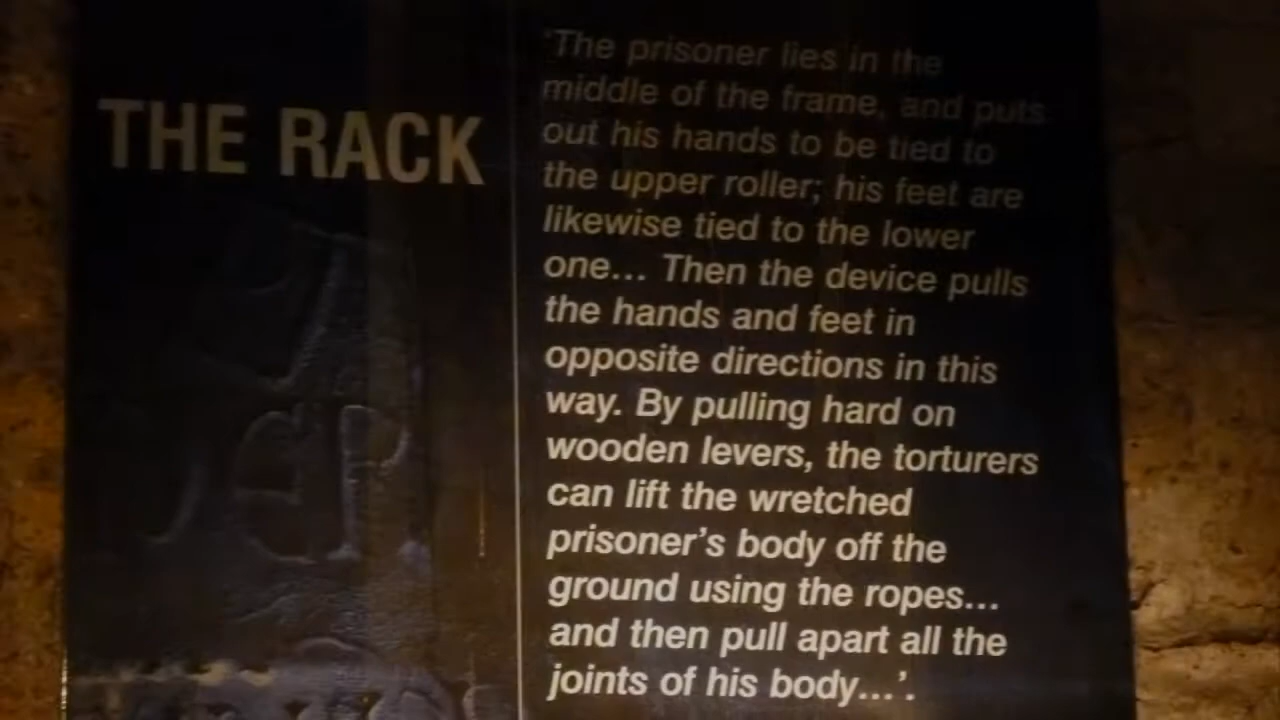 THE RACK
'The prisoner lies in the
middle of the frame, and puts
out his hands to be tied to
the upper roller; his feet are
likewise tied to the lower
one... Then the device pulls
the hands and feet in
opposite directions in this
way. By pulling hard on
wooden levers, the torturers
can lift the wretched
prisoner's body off the
ground using the ropes...
and then pull apart all the
joints of his body...'.